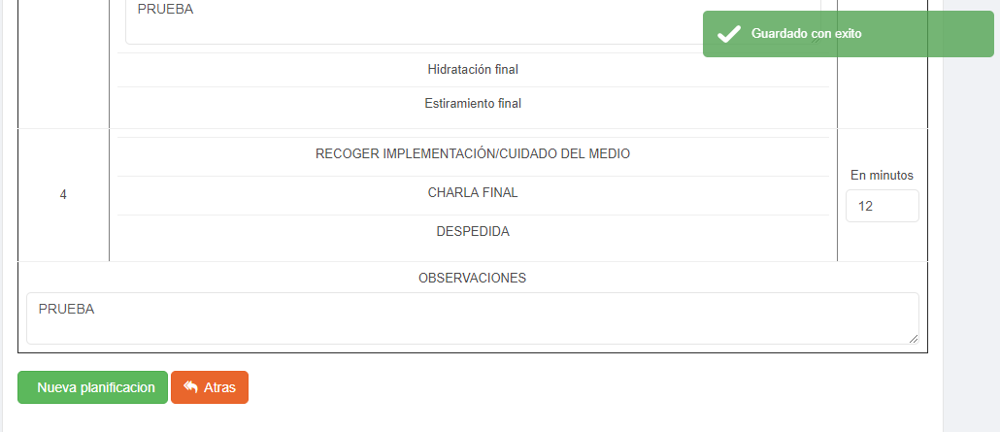 PRUEBA
Guardado con exito
Hidratación final
Estiramiento final
RECOGER IMPLEMENTACIÓN/CUIDADO DEL MEDIO
En minutos
4
CHARLA FINAL
12
DESPEDIDA
OBSERVACIONES
PRUEBA
Nueva planificacion
Atras